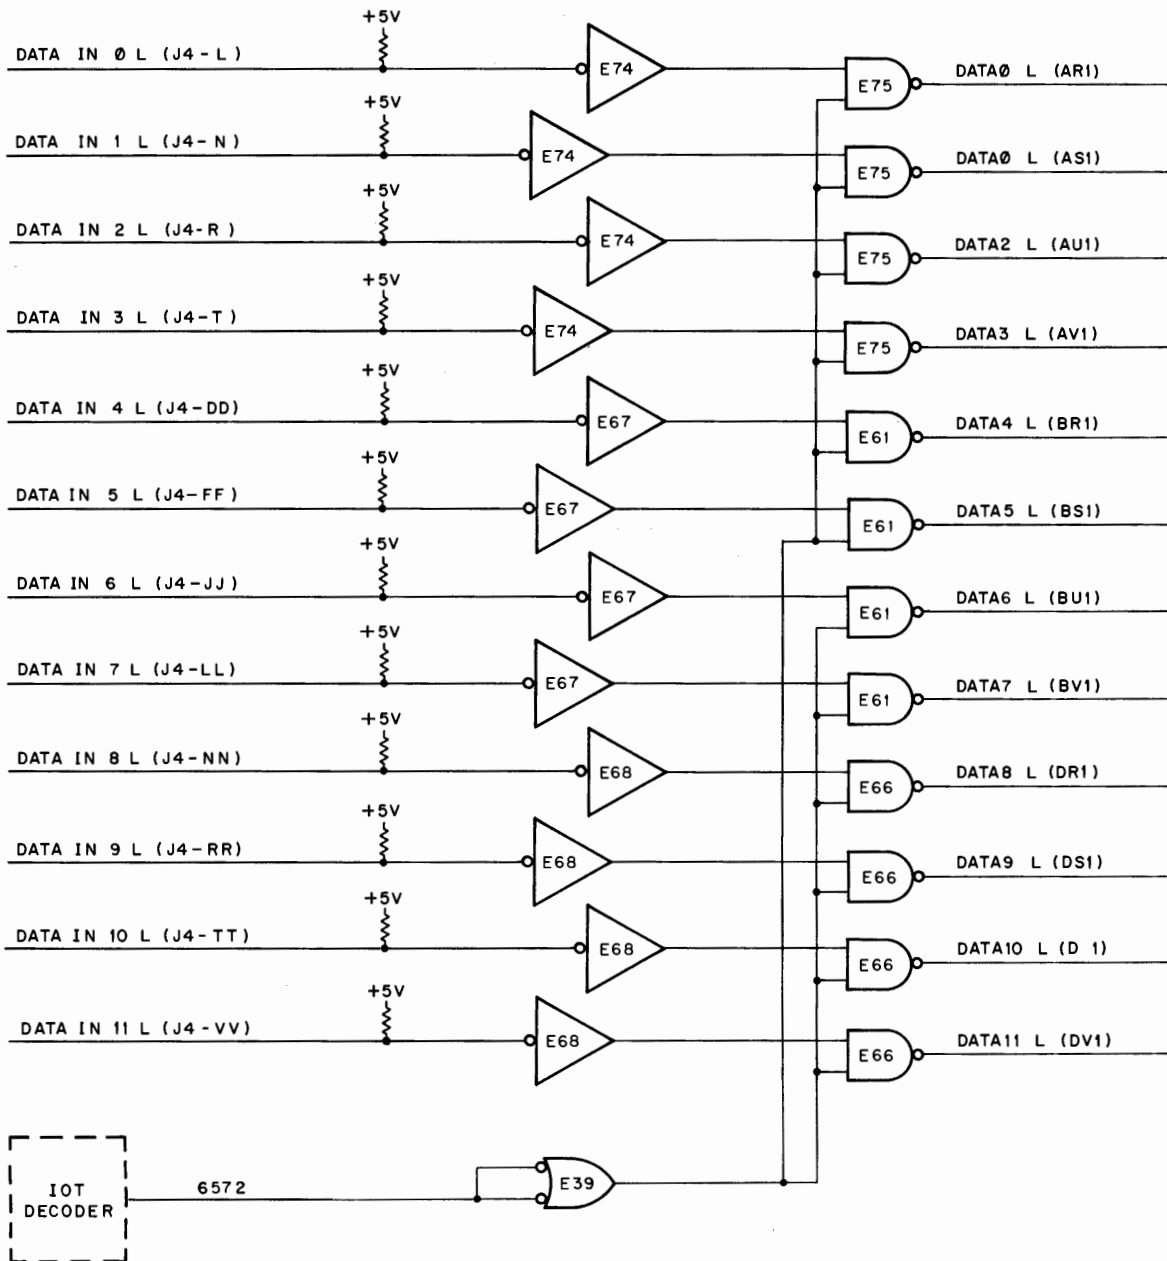 +5V
DATA IN 0 L (J4-L)
E74
E75
DATA0 L (AR1)
+5V
DATA IN 1 L (J4-N)
E74
E75
DATA0 L (AS1)
+5V
DATA IN 2 L (J4-R)
E74
E75
DATA2 L (AU1)
+5V
DATA IN 3 L (J4-T)
E74
E75
DATA3 L (AV1)
+5V
DATA IN 4 L (J4-DD)
E67
E61
DATA4 L (BR1)
+5V
DATA IN 5 L (J4-FF)
E67
E61
DATA5 L (BS1)
+5V
DATA IN 6 L (J4-JJ)
E67
E61
DATA6 L (BU1)
+5V
DATA IN 7 L (J4-LL)
E67
E61
DATA7 L (BV1)
+5V
DATA IN 8 L (J4-NN)
E68
E66
DATA8 L (DR1)
+5V
DATA IN 9 L (J4-RR)
E68
E66
DATA9 L (DS1)
+5V
DATA IN 10 L (J4-TT)
E68
E66
DATA10 L (D 1)
+5V
DATA IN 11 L (J4-VV)
E68
E66
DATA11 L (DV1)
IOT
DECODER
6572
E39